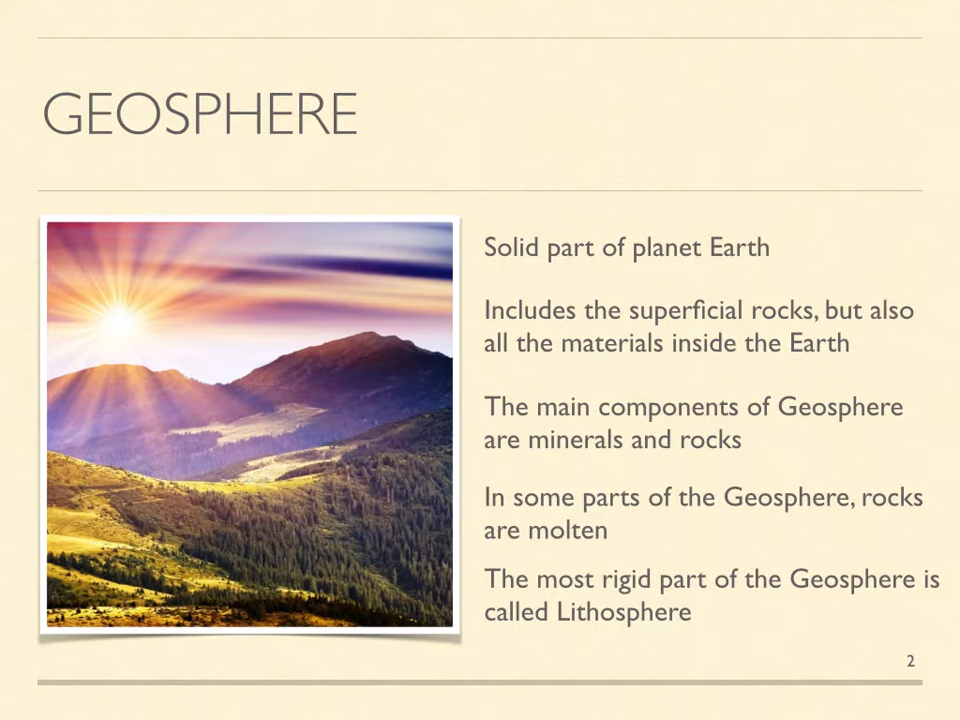 GEOSPHERE
Solid part of planet Earth
Includes the superficial rocks, but also
all the materials inside the Earth
The main components of Geosphere
are minerals and rocks
In some parts of the Geosphere, rocks
are molten
The most rigid part of the Geosphere is
called Lithosphere
2